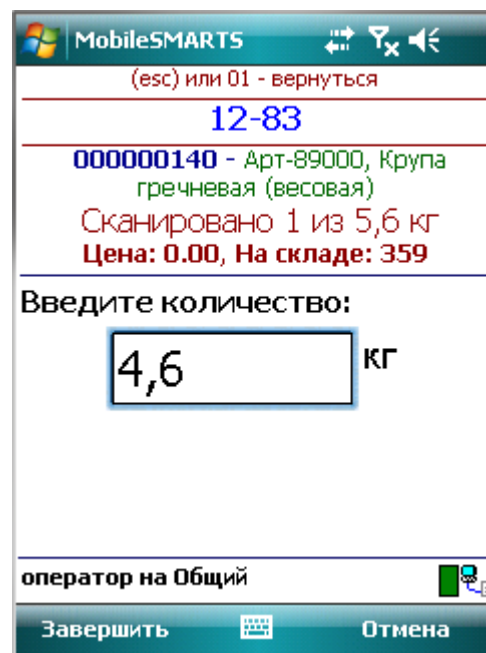 MobileSMARTS
(esc) или 01 - вернуться
12-83
000000140 - Арт-89000, Крупа
гречневая (весовая)
Сканировано 1 из 5,6 кг
Цена: 0.00, На складе: 359
Введите количество:
4,6 кг
оператор на Общий
Завершить Отмена